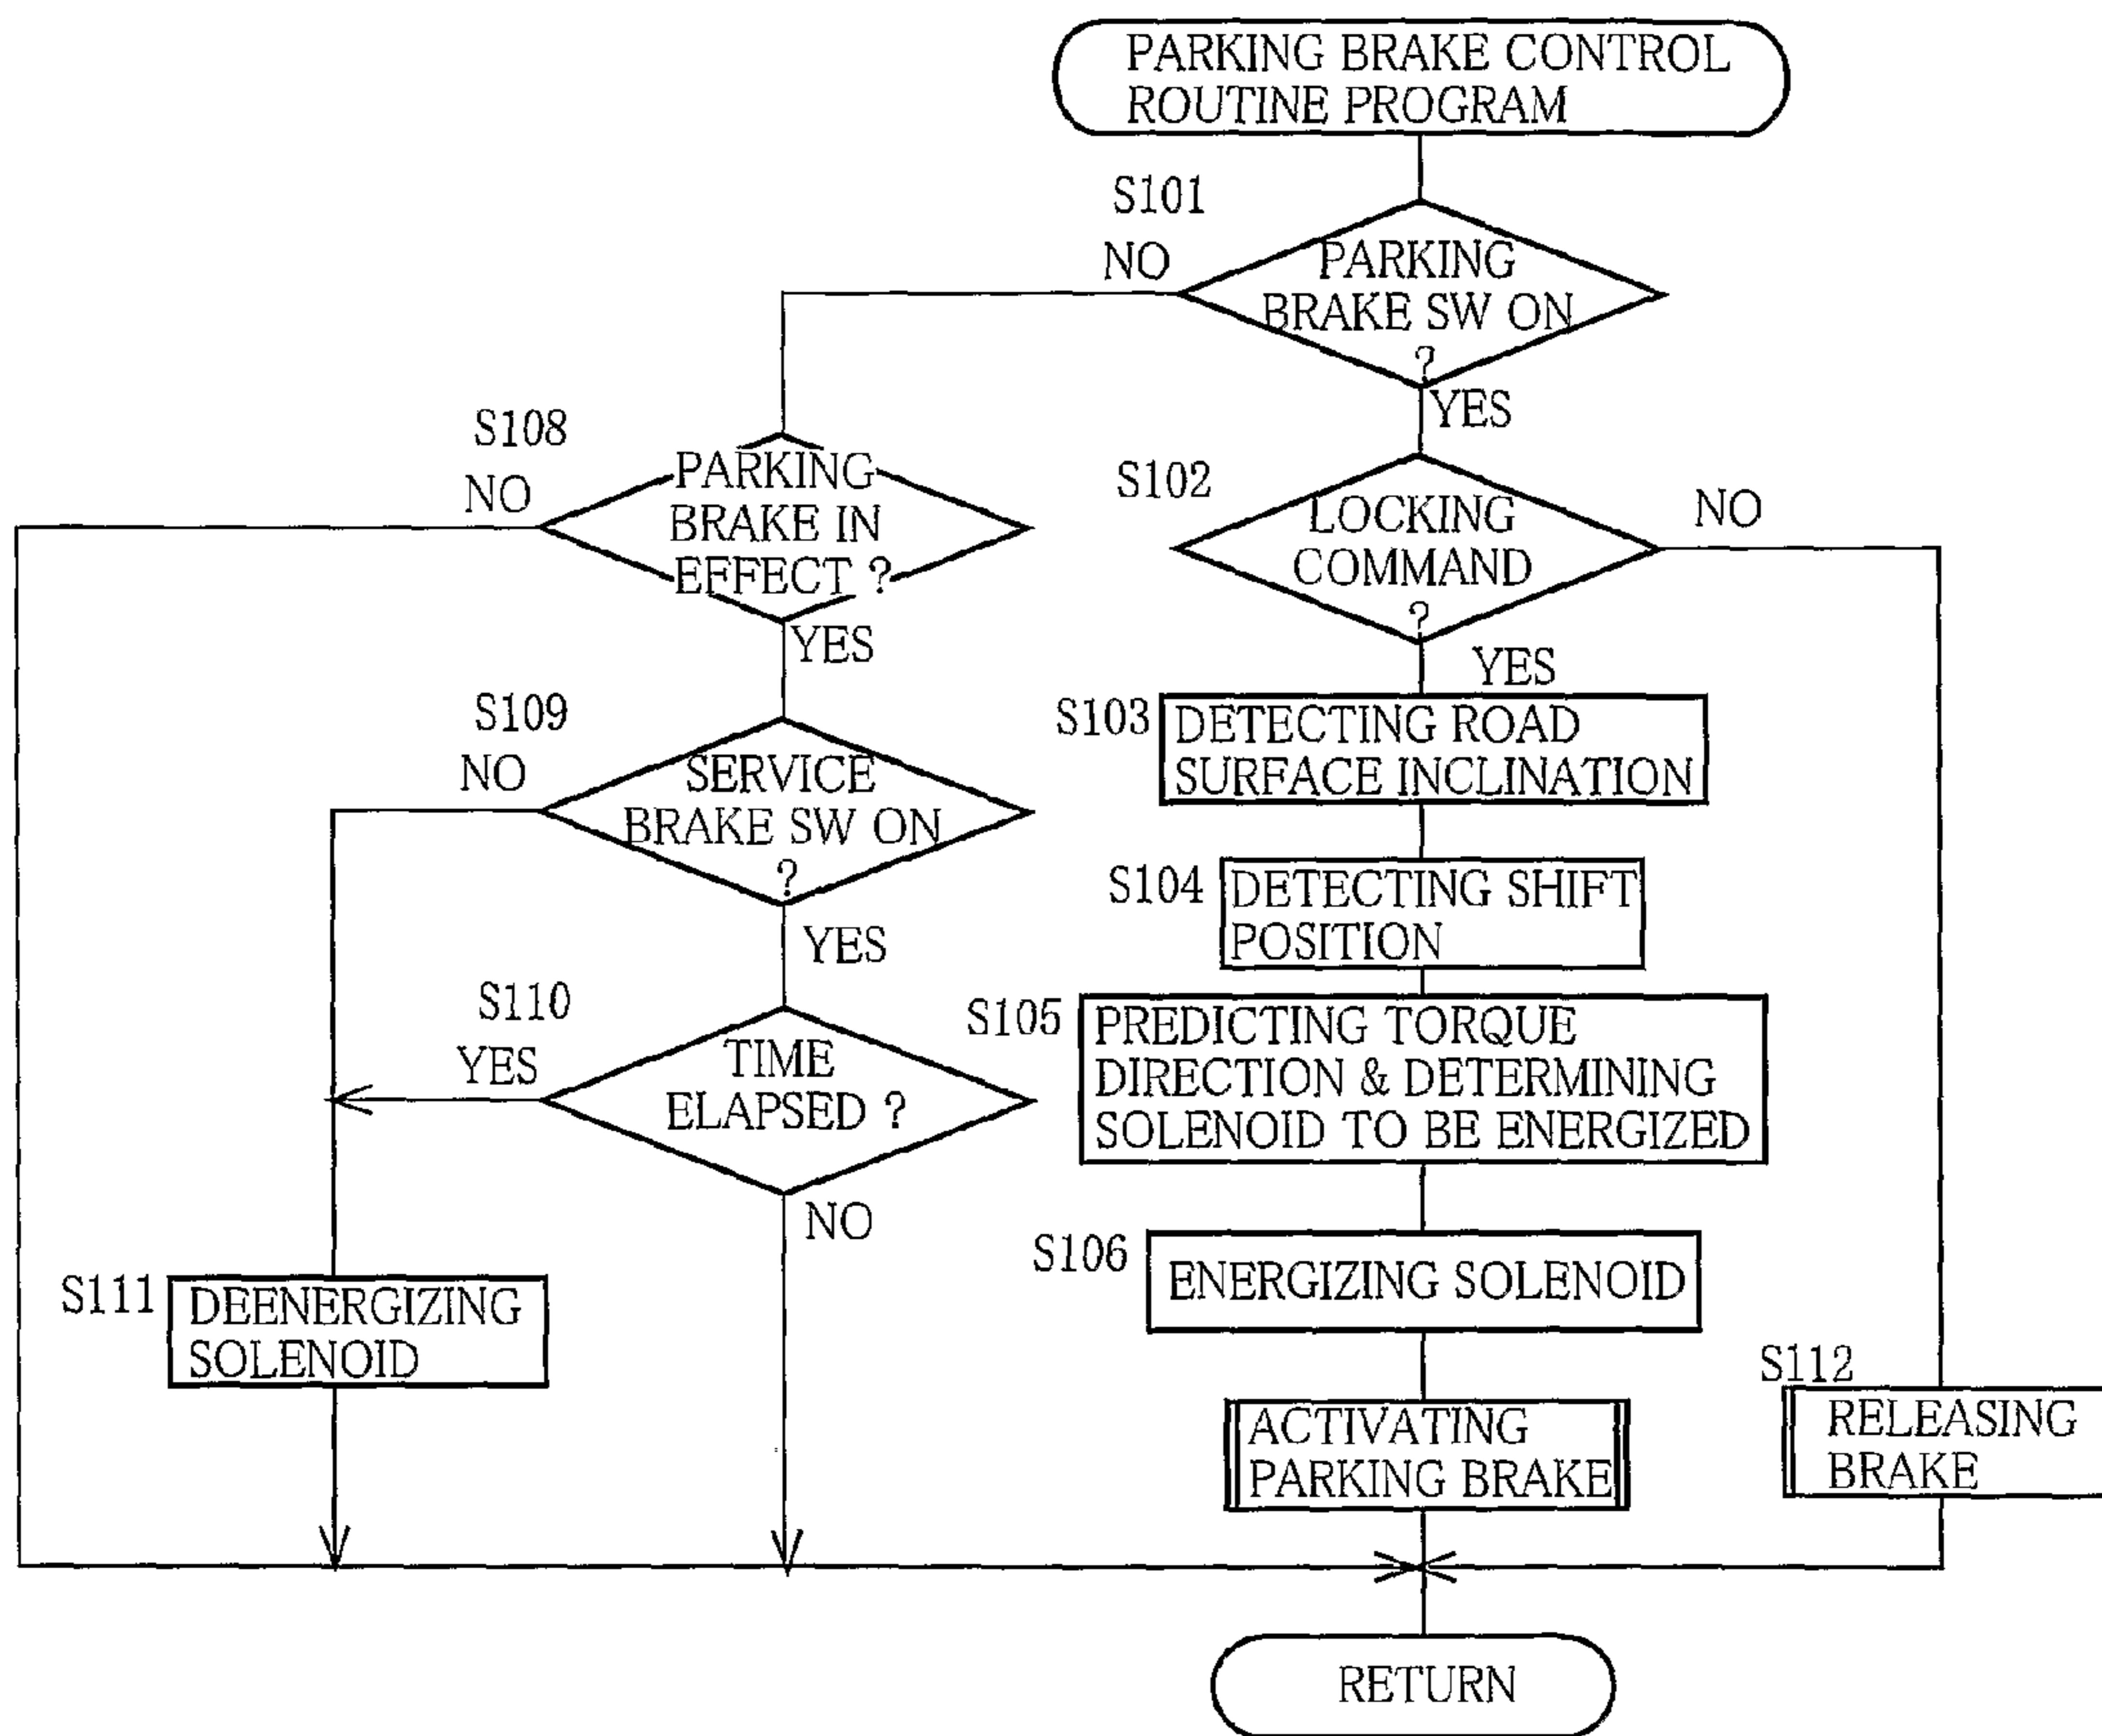 PARKING BRAKE CONTROL
ROUTINE PROGRAM
S101
NO
PARKING
BRAKE SW ON
?
YES
S108
NO
PARKING
BRAKE IN
EFFECT ?
YES
S102
LOCKING
COMMAND
?
NO
YES
S109
NO
SERVICE
BRAKE SW ON
?
YES
S103
DETECTING ROAD
SURFACE INCLINATION
S104
DETECTING SHIFT
POSITION
S110
YES
TIME
ELAPSED ?
NO
S105
PREDICTING TORQUE
DIRECTION & DETERMINING
SOLENOID TO BE ENERGIZED
S106
ENERGIZING SOLENOID
S111
DEENERGIZING
SOLENOID
ACTIVATING
PARKING BRAKE
S112
RELEASING
BRAKE
RETURN